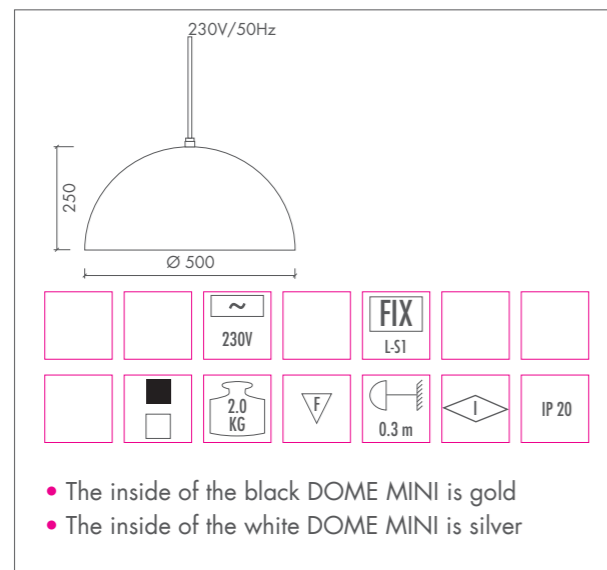 230V/50Hz
250
Ø 500
~
230V
FIX
L-S1
2.0
KG
F
0.3 m
I
IP 20
• The inside of the black DOME MINI is gold
• The inside of the white DOME MINI is silver